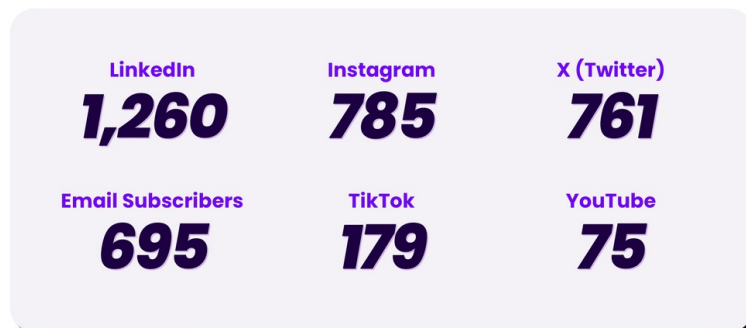 LinkedIn Instagram X (Twitter)
1,260 785 761
Email Subscribers TikTok YouTube
695 179 75